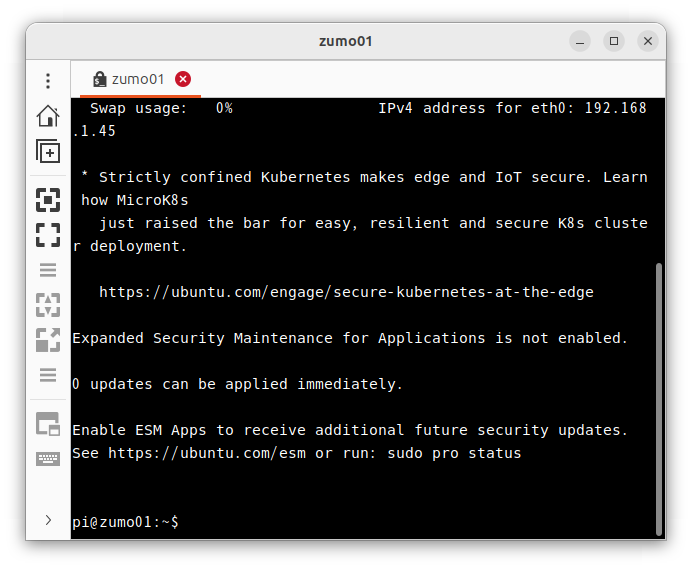 zumo01
zumo01
Swap usage:   0%                IPv4 address for eth0: 192.168
.1.45
 * Strictly confined Kubernetes makes edge and IoT secure. Learn
 how MicroK8s
   just raised the bar for easy, resilient and secure K8s cluste
r deployment.
   https://ubuntu.com/engage/secure-kubernetes-at-the-edge
Expanded Security Maintenance for Applications is not enabled.
0 updates can be applied immediately.
Enable ESM Apps to receive additional future security updates.
See https://ubuntu.com/esm or run: sudo pro status
pi@zumo01:~$